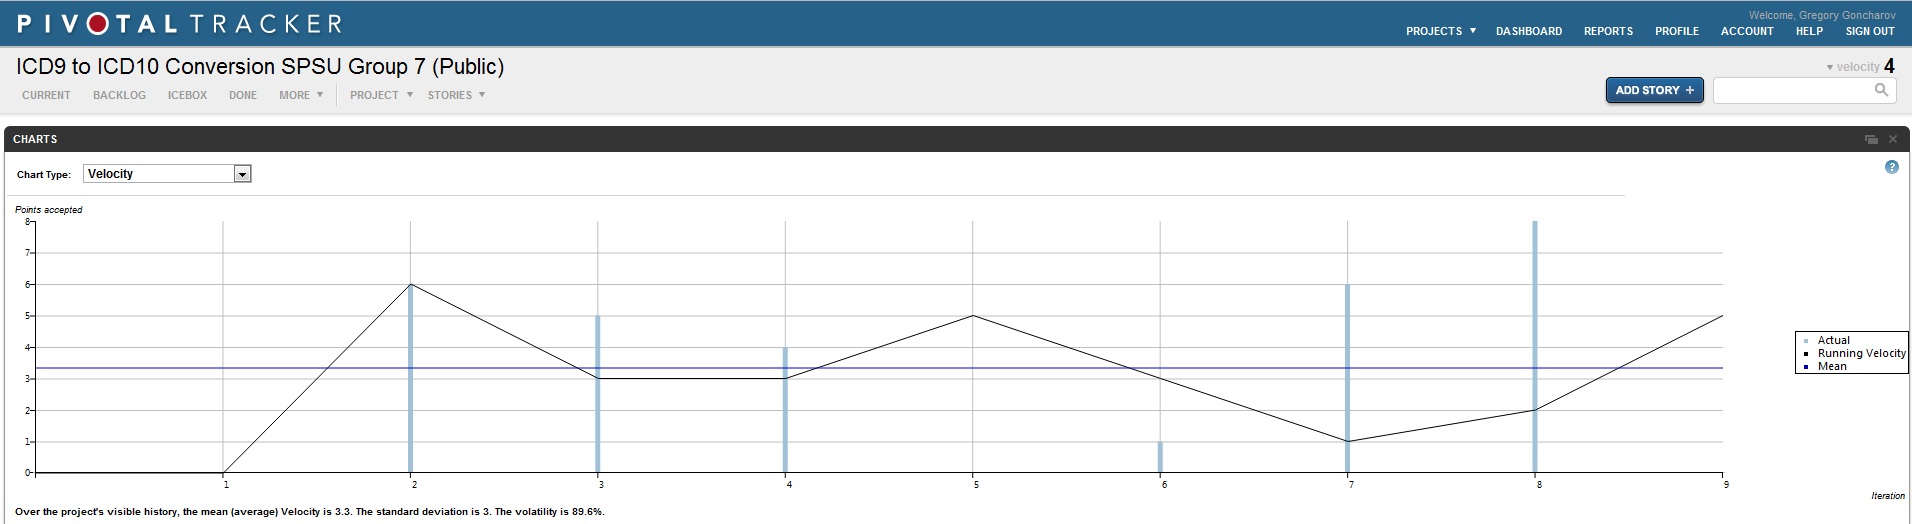 PIVOTAL TRACKER
Welcome, Gregory Goncharov
PROJECTS DASHBOARD REPORTS PROFILE ACCOUNT HELP SIGN OUT
ICD9 to ICD10 Conversion SPSU Group 7 (Public)
velocity 4
CURRENT BACKLOG ICEBOX DONE MORE PROJECT STORIES
ADD STORY +
CHARTS
Chart Type: Velocity
?
Points accepted
8
7
6
5
4
3
2
1
0
Actual
Running Velocity
Mean
1 2 3 4 5 6 7 8 9
Iteration
Over the project's visible history, the mean (average) Velocity is 3.3. The standard deviation is 3. The volatility is 89.6%.